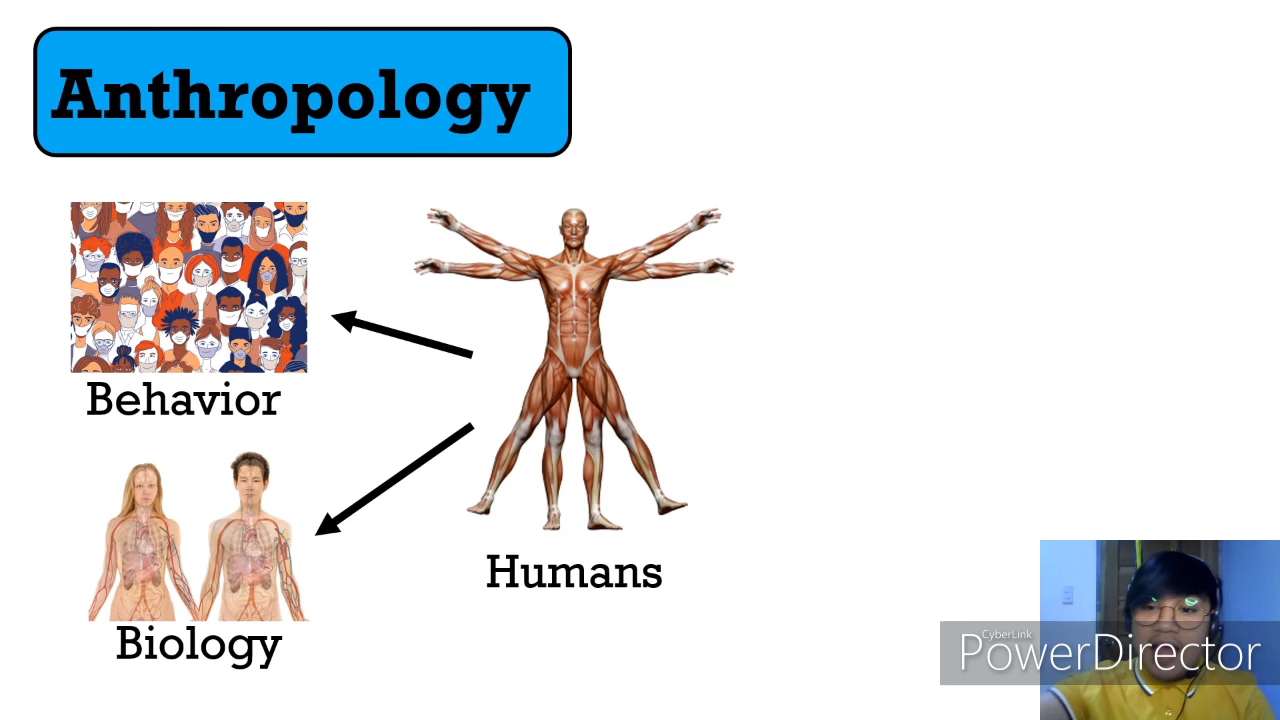 Anthropology
Behavior
Humans
Biology
CyberLink
PowerDirector